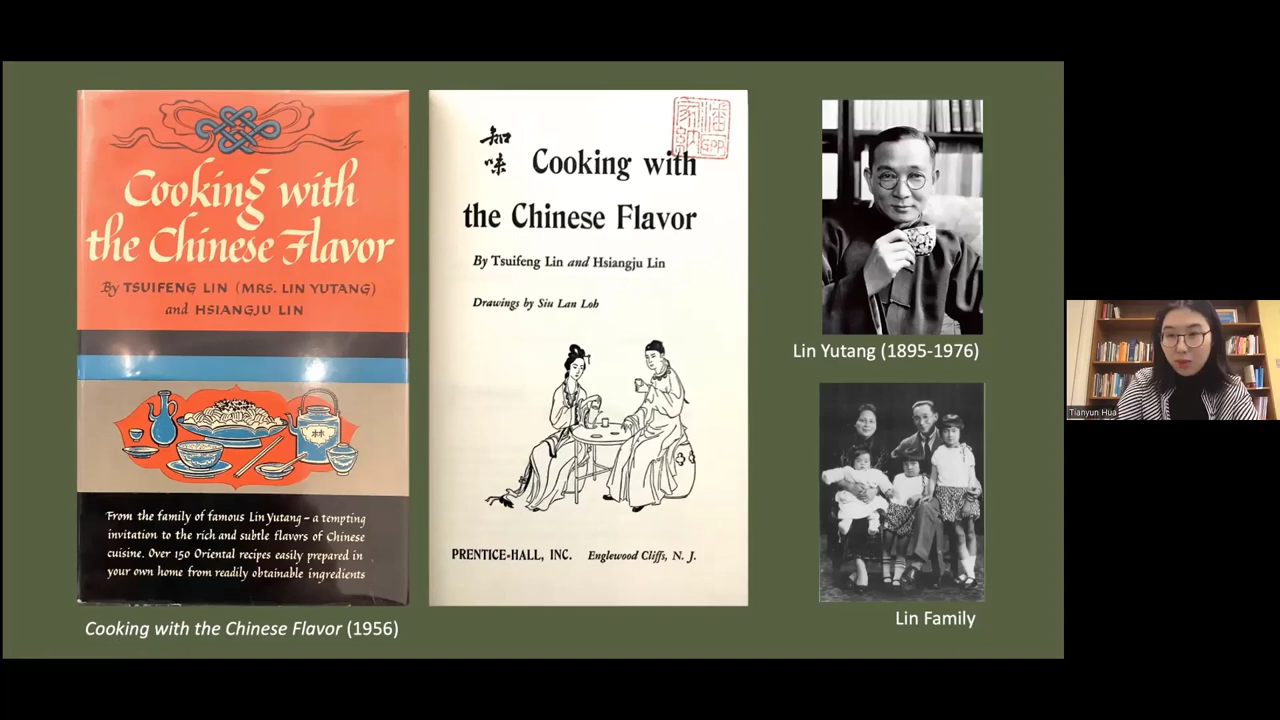 Cooking with
the Chinese Flavor
By TSUIFENG LIN (MRS. LIN YUTANG)
and HSIANGJU LIN
林
From the family of famous Lin Yutang – a tempting
invitation to the rich and subtle flavors of Chinese
cuisine. Over 150 Oriental recipes easily prepared in
your own home from readily obtainable ingredients
Cooking with the Chinese Flavor (1956)
知味
Cooking with
the Chinese Flavor
By Tsuifeng Lin and Hsiangju Lin
Drawings by Siu Lan Loh
PRENTICE-HALL, INC. Englewood Cliffs, N. J.
Lin Yutang (1895-1976)
Lin Family
Tianyun Hua